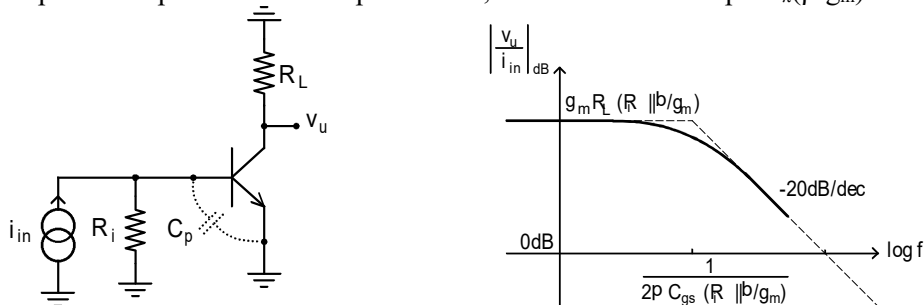 R_L
v_u
i_in
R_i
C_p
|v_u / i_in|_dB
g_m R_L (R_i || b/g_m)
-20dB/dec
0dB
log f
1
2p C_gs (R_i || b/g_m)